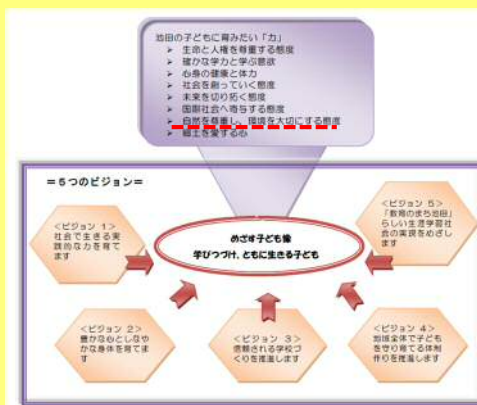 池田の子どもに育みたい「力」
➢ 生命と人権を尊重する態度
➢ 確かな学力と学ぶ意欲
➢ 心身の健康と体力
➢ 社会を創っていく態度
➢ 未来を切り拓く態度
➢ 国際社会へ寄与する態度
➢ 自然を尊重し、環境を大切にする態度
➢ 郷土を愛する心
＝５つのビジョン＝
＜ビジョン 1＞
社会で生きる実
践的な力を育て
ます
めざす子ども像
学びつづけ、ともに生きる子ども
＜ビジョン 5＞
「教育のまち池田」
らしい生涯学習社
会の実現をめざし
ます
＜ビジョン 2＞
豊かな心としなや
かな身体を育てま
す
＜ビジョン 3＞
信頼される学校づ
くりを推進します
＜ビジョン 4＞
地域全体で子ども
を守り育てる体制
作りを推進します